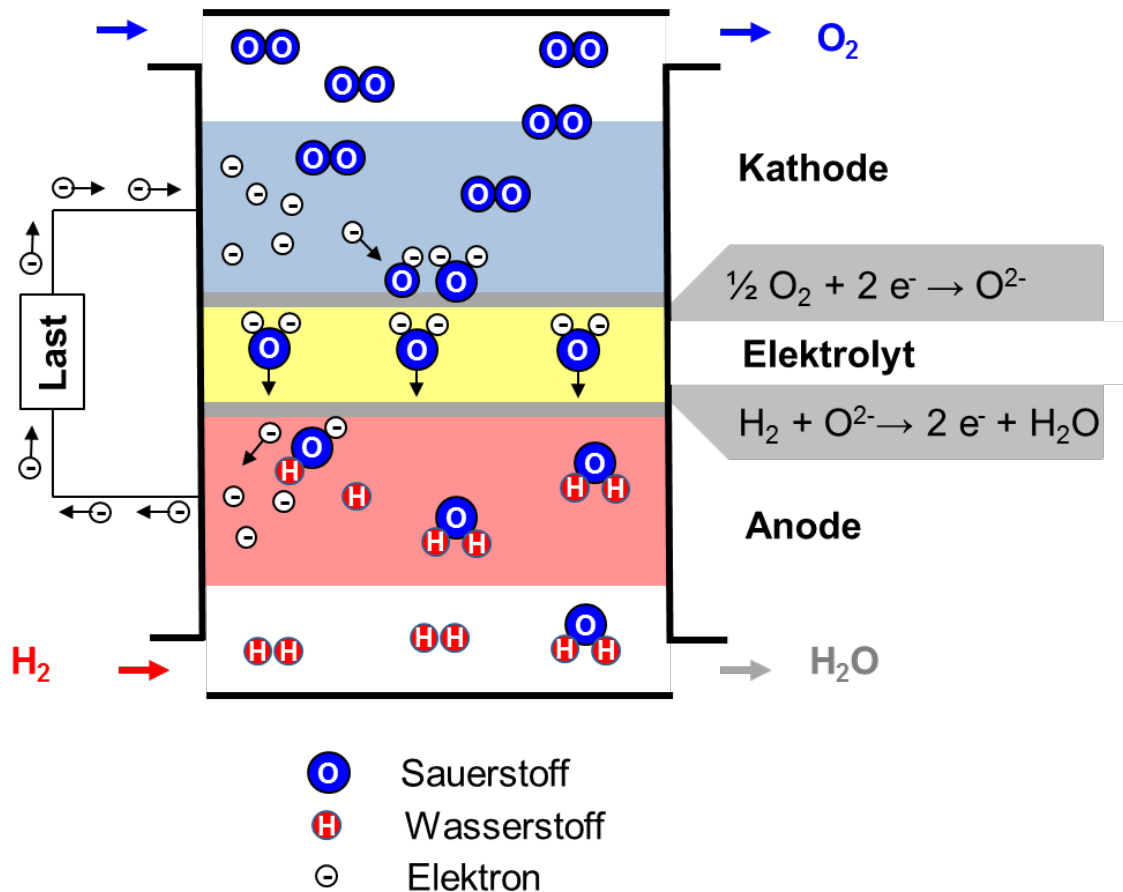 O₂
Kathode
½ O₂ + 2 e⁻ → O²⁻
Last
Elektrolyt
H₂ + O²⁻→ 2 e⁻ + H₂O
Anode
H₂
H₂O
O Sauerstoff
H Wasserstoff
- Elektron